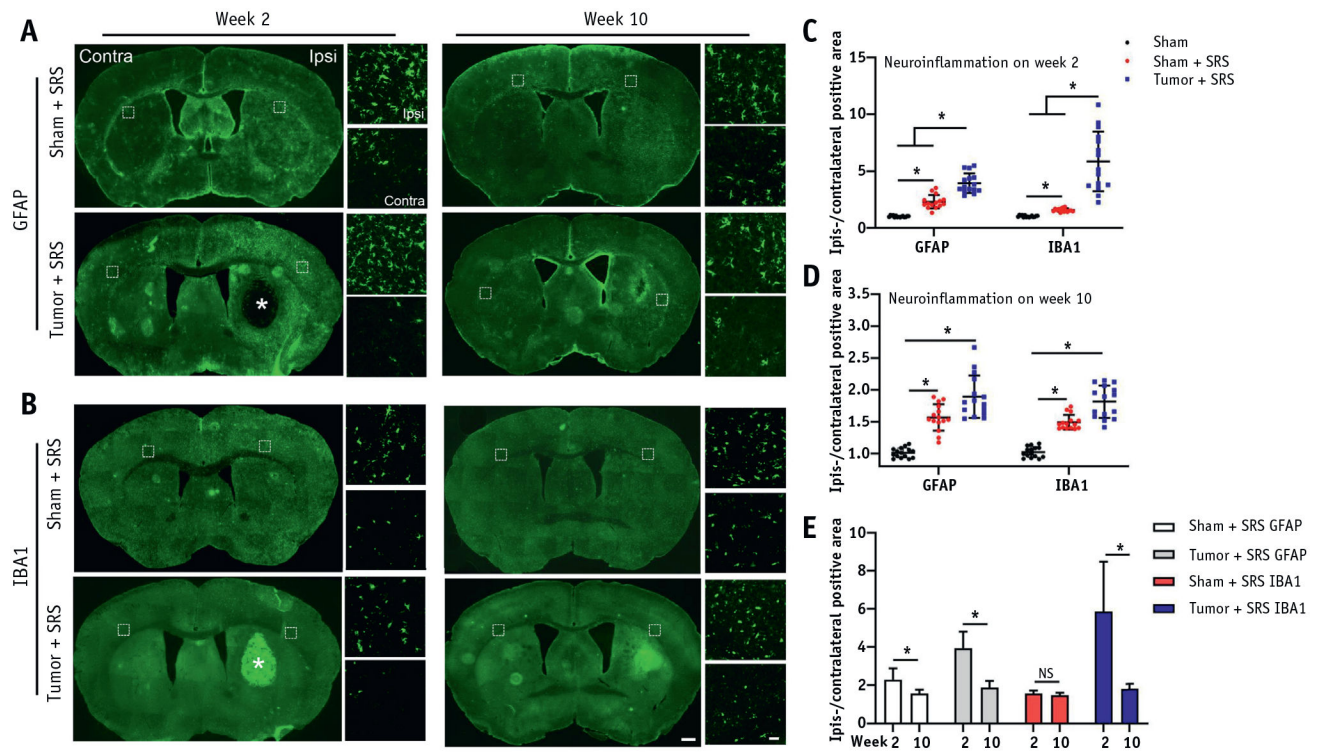 Week 2
Week 10
A
Contra
Ipsi
Ipsi
Contra
GFAP
Sham + SRS
Tumor + SRS
*
B
IBA1
Sham + SRS
Tumor + SRS
*
C
Neuroinflammation on week 2
Sham
Sham + SRS
Tumor + SRS
Ipis-/contralateral positive area
15
10
5
0
* * * *
GFAP IBA1
D
Neuroinflammation on week 10
Ipis-/contralateral positive area
3.5
3.0
2.5
2.0
1.5
1.0
* * * *
GFAP IBA1
E
Ipis-/contralateral positive area
10
8
6
4
2
0
* * NS *
Week 2 10 2 10 2 10 2 10
Sham + SRS GFAP
Tumor + SRS GFAP
Sham + SRS IBA1
Tumor + SRS IBA1